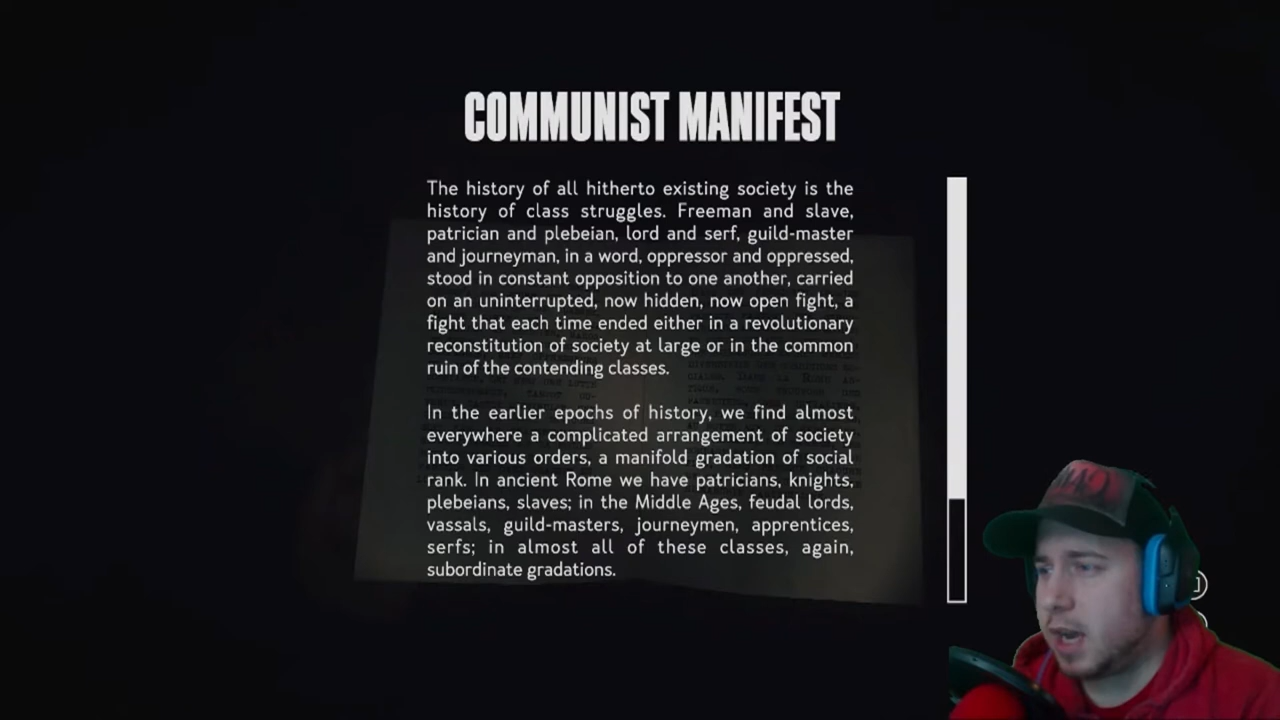 COMMUNIST MANIFEST
The history of all hitherto existing society is the
history of class struggles. Freeman and slave,
patrician and plebeian, lord and serf, guild-master
and journeyman, in a word, oppressor and oppressed,
stood in constant opposition to one another, carried
on an uninterrupted, now hidden, now open fight, a
fight that each time ended either in a revolutionary
reconstitution of society at large or in the common
ruin of the contending classes.
In the earlier epochs of history, we find almost
everywhere a complicated arrangement of society
into various orders, a manifold gradation of social
rank. In ancient Rome we have patricians, knights,
plebeians, slaves; in the Middle Ages, feudal lords,
vassals, guild-masters, journeymen, apprentices,
serfs; in almost all of these classes, again,
subordinate gradations.